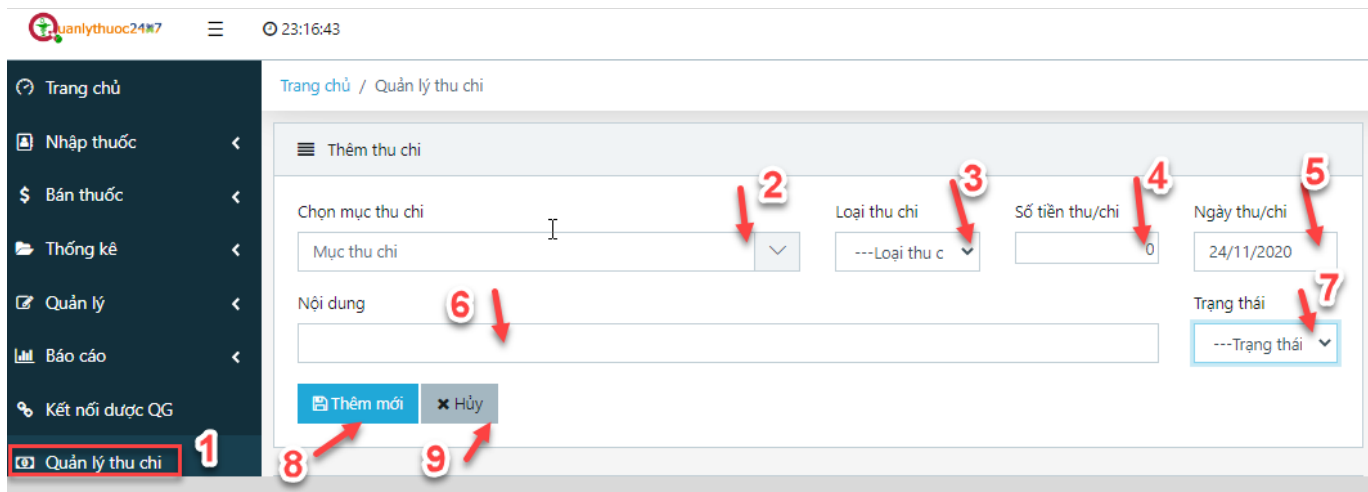 Quanlythuoc24*7
23:16:43
Trang chủ
Trang chủ / Quản lý thu chi
Nhập thuốc
Thêm thu chi
Bán thuốc
2 3 4 5
Chọn mục thu chi Loại thu chi Số tiền thu/chi Ngày thu/chi
Thống kê
Mục thu chi ---Loại thu c 0 24/11/2020
Quản lý
Nội dung 6 Trạng thái 7
Báo cáo
---Trạng thái
Kết nối dược QG
Thêm mới Hủy
Quản lý thu chi 1
8 9